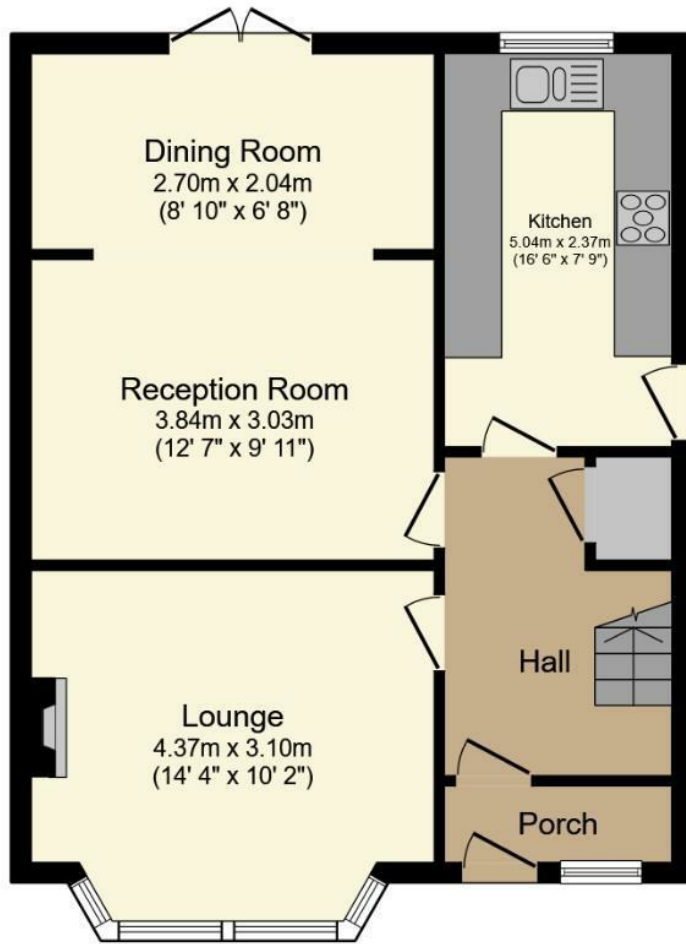 Dining Room
2.70m x 2.04m
(8' 10" x 6' 8")
Kitchen
5.04m x 2.37m
(16' 6" x 7' 9")
Reception Room
3.84m x 3.03m
(12' 7" x 9' 11")
Hall
Lounge
4.37m x 3.10m
(14' 4" x 10' 2")
Porch